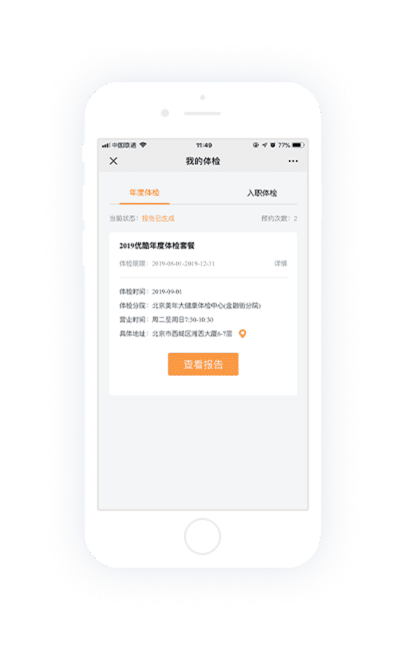 中国联通 11:49 77%
我的体检
年度体检 入职体检
当前状态：报告已生成 预约次数：2
2019优酷年度体检套餐
体检期限：2019-08-01-2019-12-31 详情
体检时间：2019-09-01
体检分院：北京美年大健康体检中心(金融街分院)
营业时间：周二至周日7:30-10:30
具体地址：北京市西城区湘西大厦6-7层
查看报告